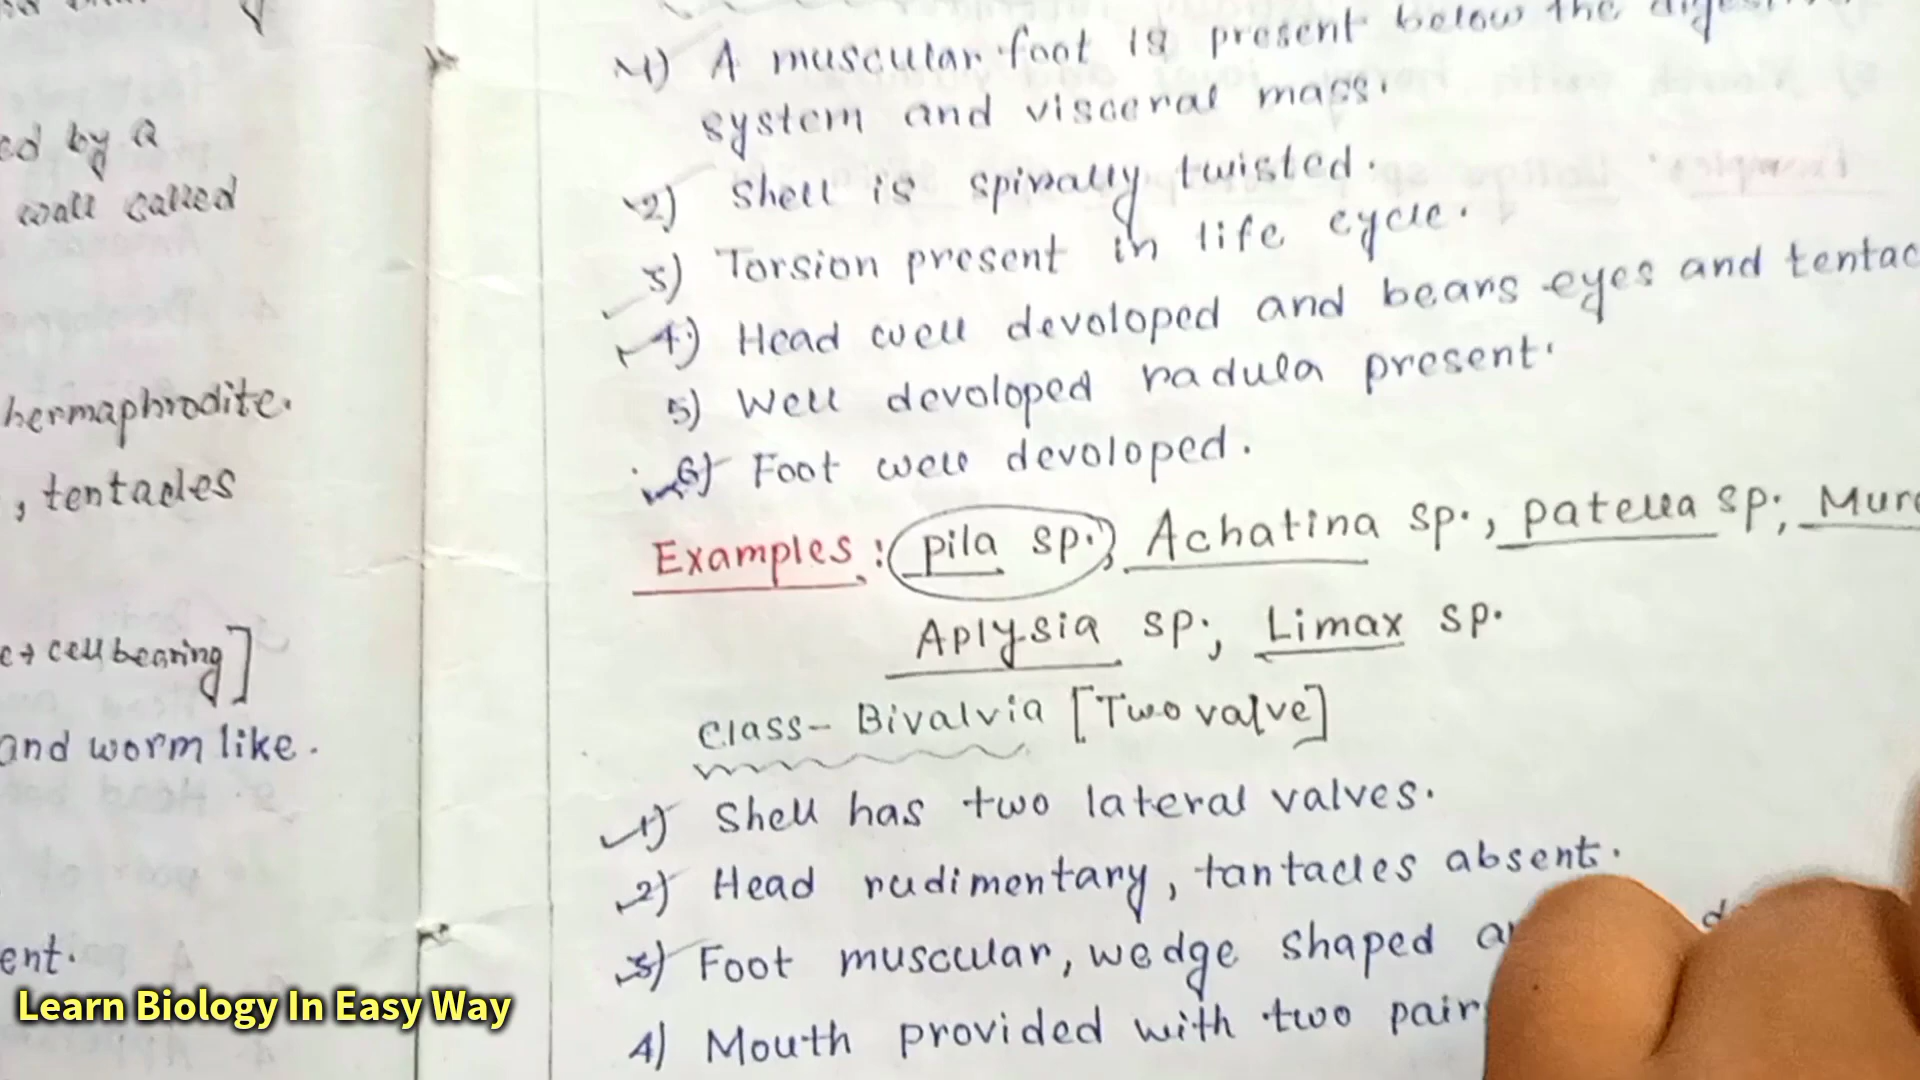 ed by a
wall called
hermaphrodite.
, tentacles
cell bearing]
and worm like.
ent.
1) A muscular foot is present below the
system and visceral mass.
2) Shell is spirally twisted.
3) Torsion present in life cycle.
4) Head well devoloped and bears eyes and tentac
5) Well devoloped radula present.
6) Foot well devoloped.
Examples: pila sp., Achatina sp., patella sp., Mure
Aplysia sp., Limax sp.
Class- Bivalvia [Two valve]
1) Shell has two lateral valves.
2) Head rudimentary, tantacles absent.
3) Foot muscular, wedge shaped
4) Mouth provided with two pair
Learn Biology In Easy Way